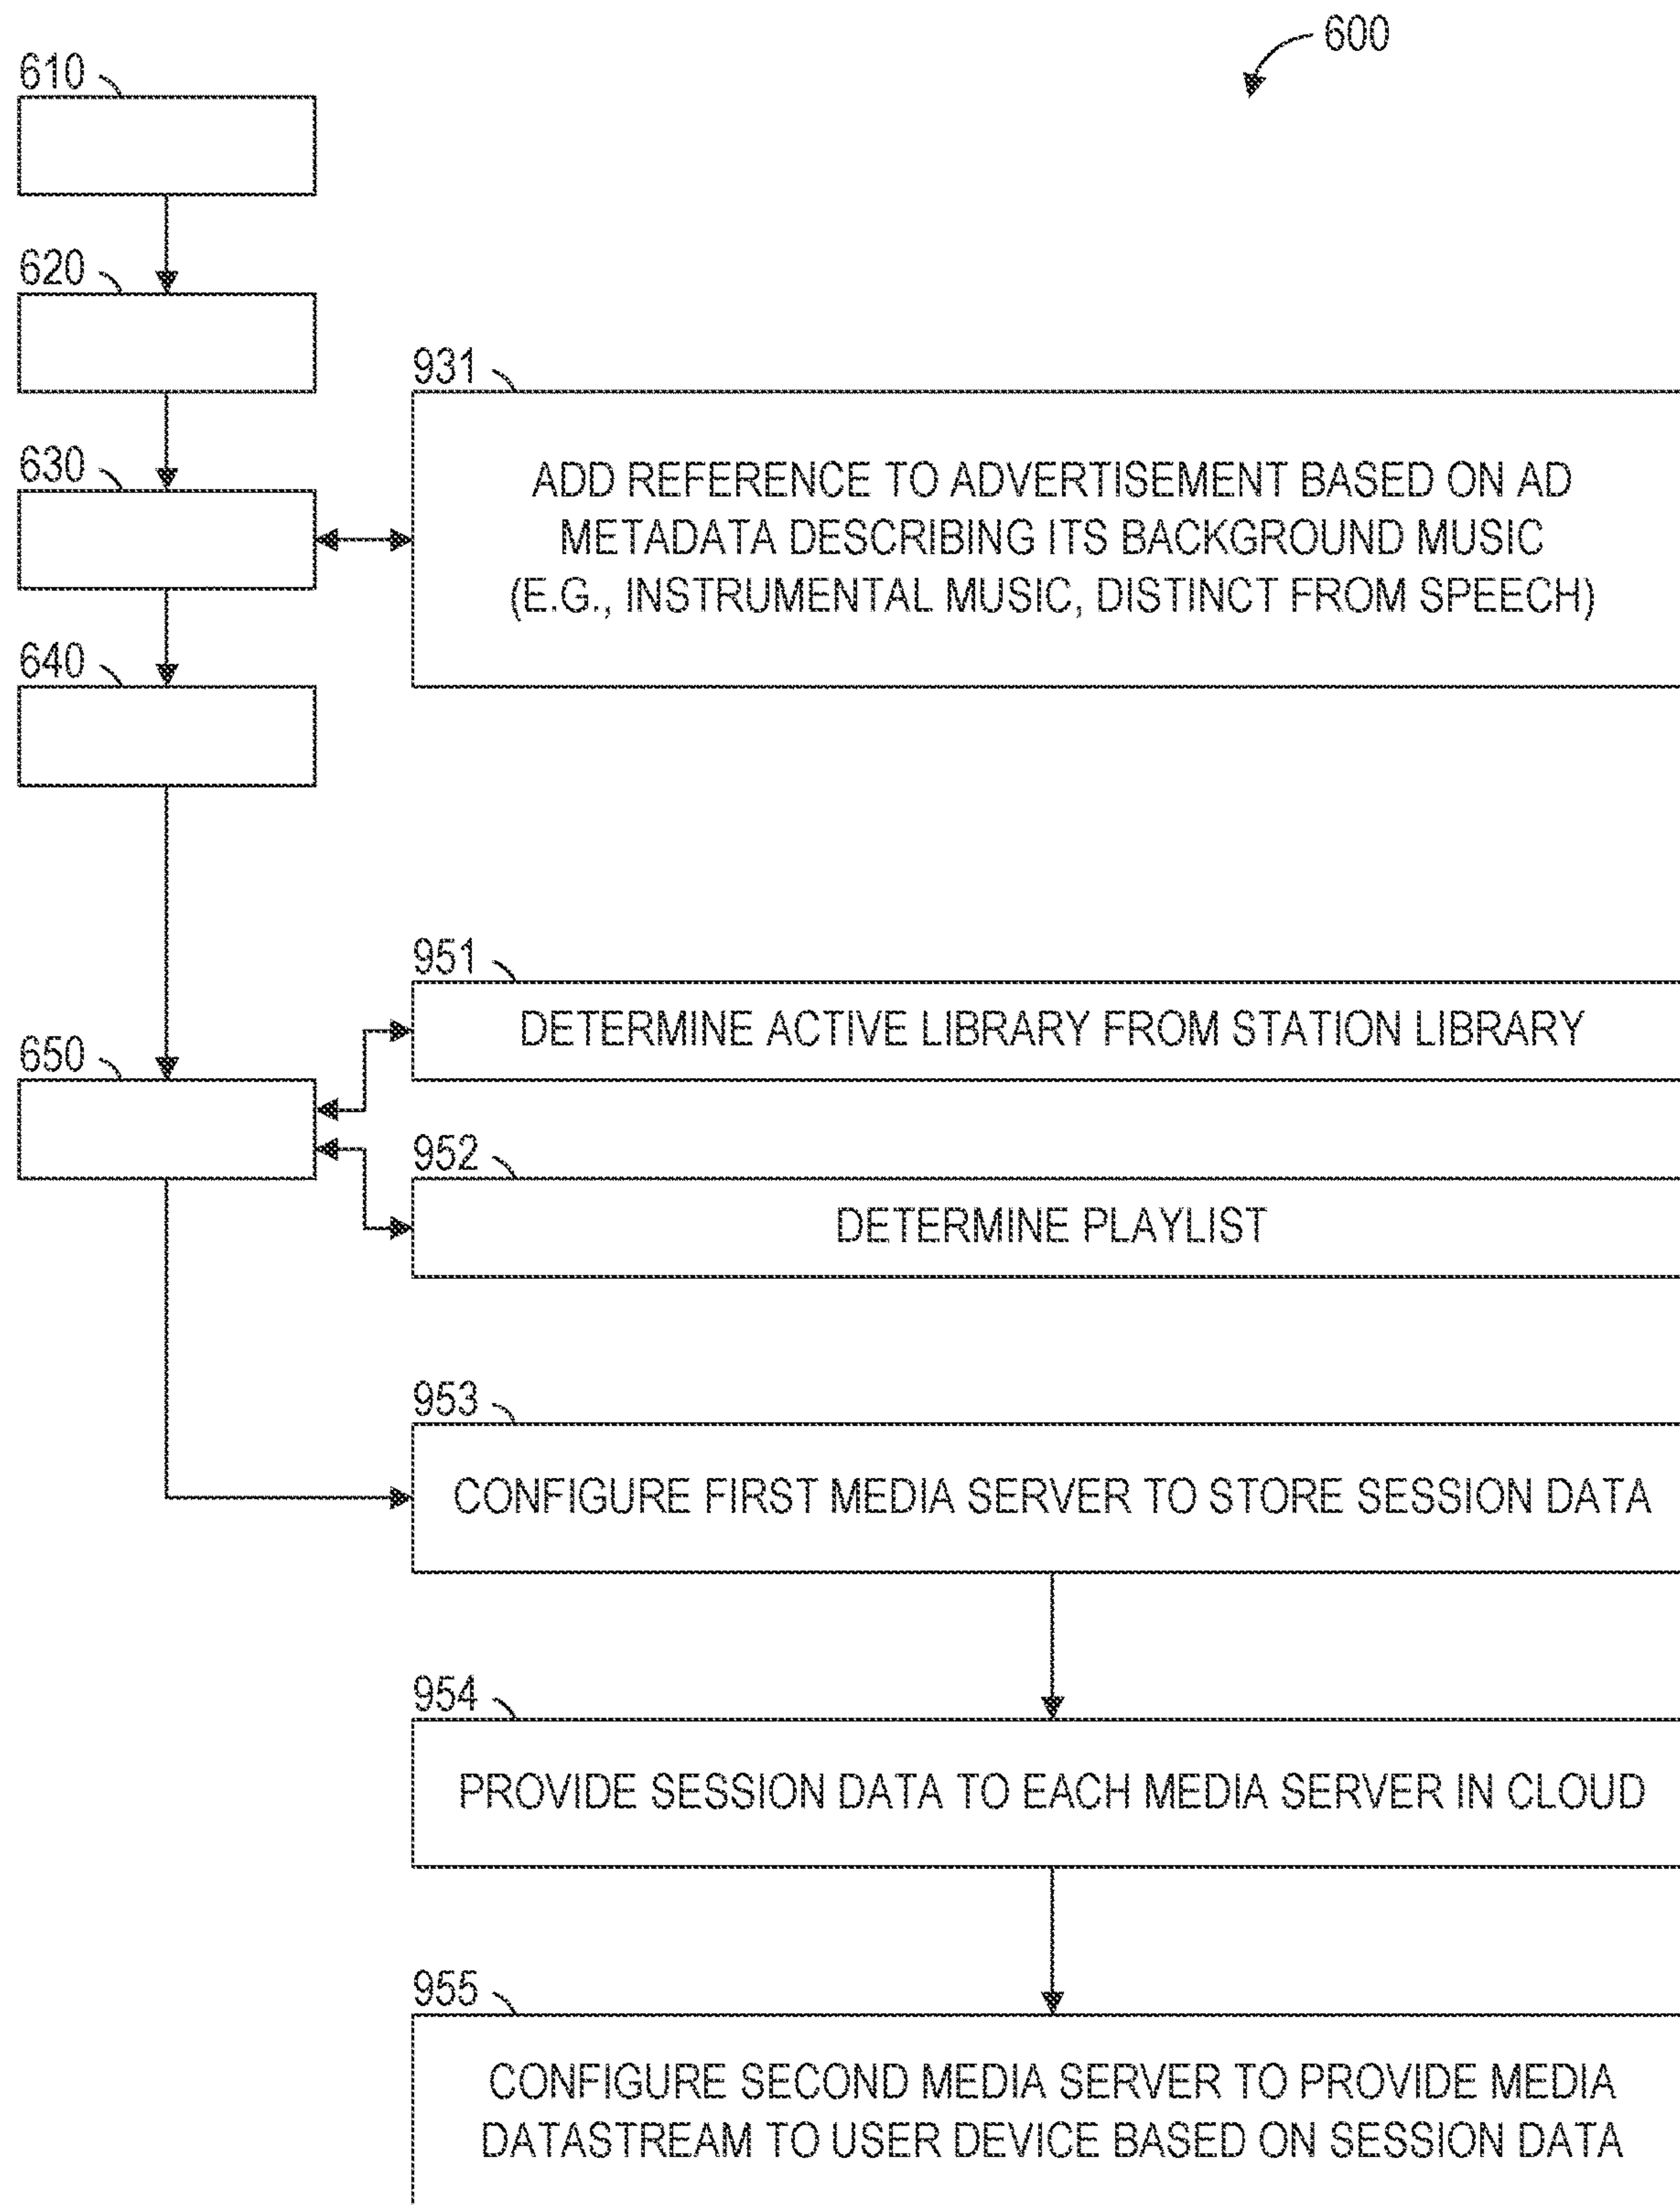 600
610
620
931
ADD REFERENCE TO ADVERTISEMENT BASED ON AD
METADATA DESCRIBING ITS BACKGROUND MUSIC
(E.G., INSTRUMENTAL MUSIC, DISTINCT FROM SPEECH)
630
640
951
DETERMINE ACTIVE LIBRARY FROM STATION LIBRARY
650
952
DETERMINE PLAYLIST
953
CONFIGURE FIRST MEDIA SERVER TO STORE SESSION DATA
954
PROVIDE SESSION DATA TO EACH MEDIA SERVER IN CLOUD
955
CONFIGURE SECOND MEDIA SERVER TO PROVIDE MEDIA
DATASTREAM TO USER DEVICE BASED ON SESSION DATA